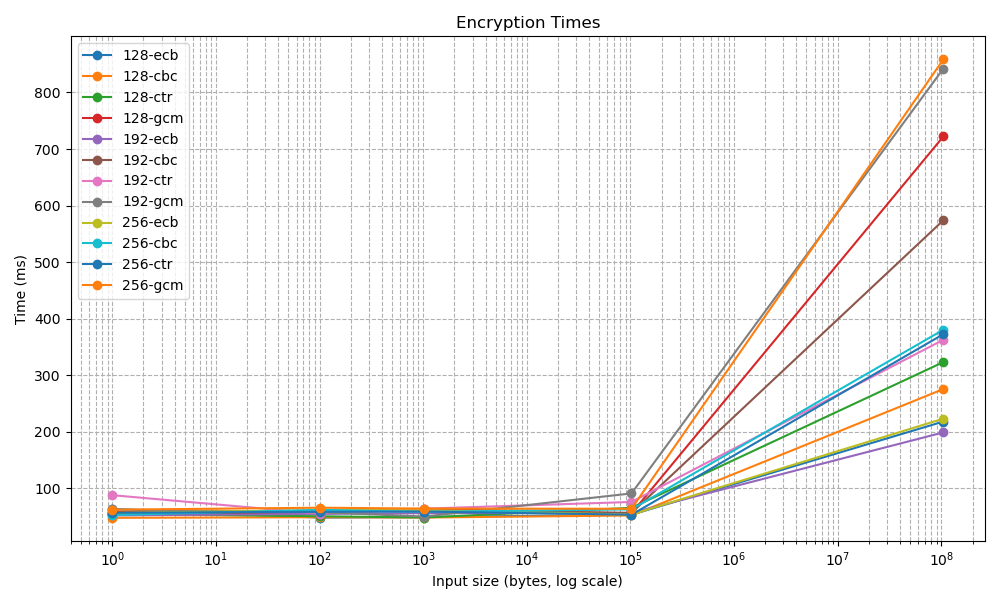 Encryption Times
128-ecb
128-cbc
128-ctr
128-gcm
192-ecb
192-cbc
192-ctr
192-gcm
256-ecb
256-cbc
256-ctr
256-gcm
Time (ms)
800
700
600
500
400
300
200
100
10⁰ 10¹ 10² 10³ 10⁴ 10⁵ 10⁶ 10⁷ 10⁸
Input size (bytes, log scale)